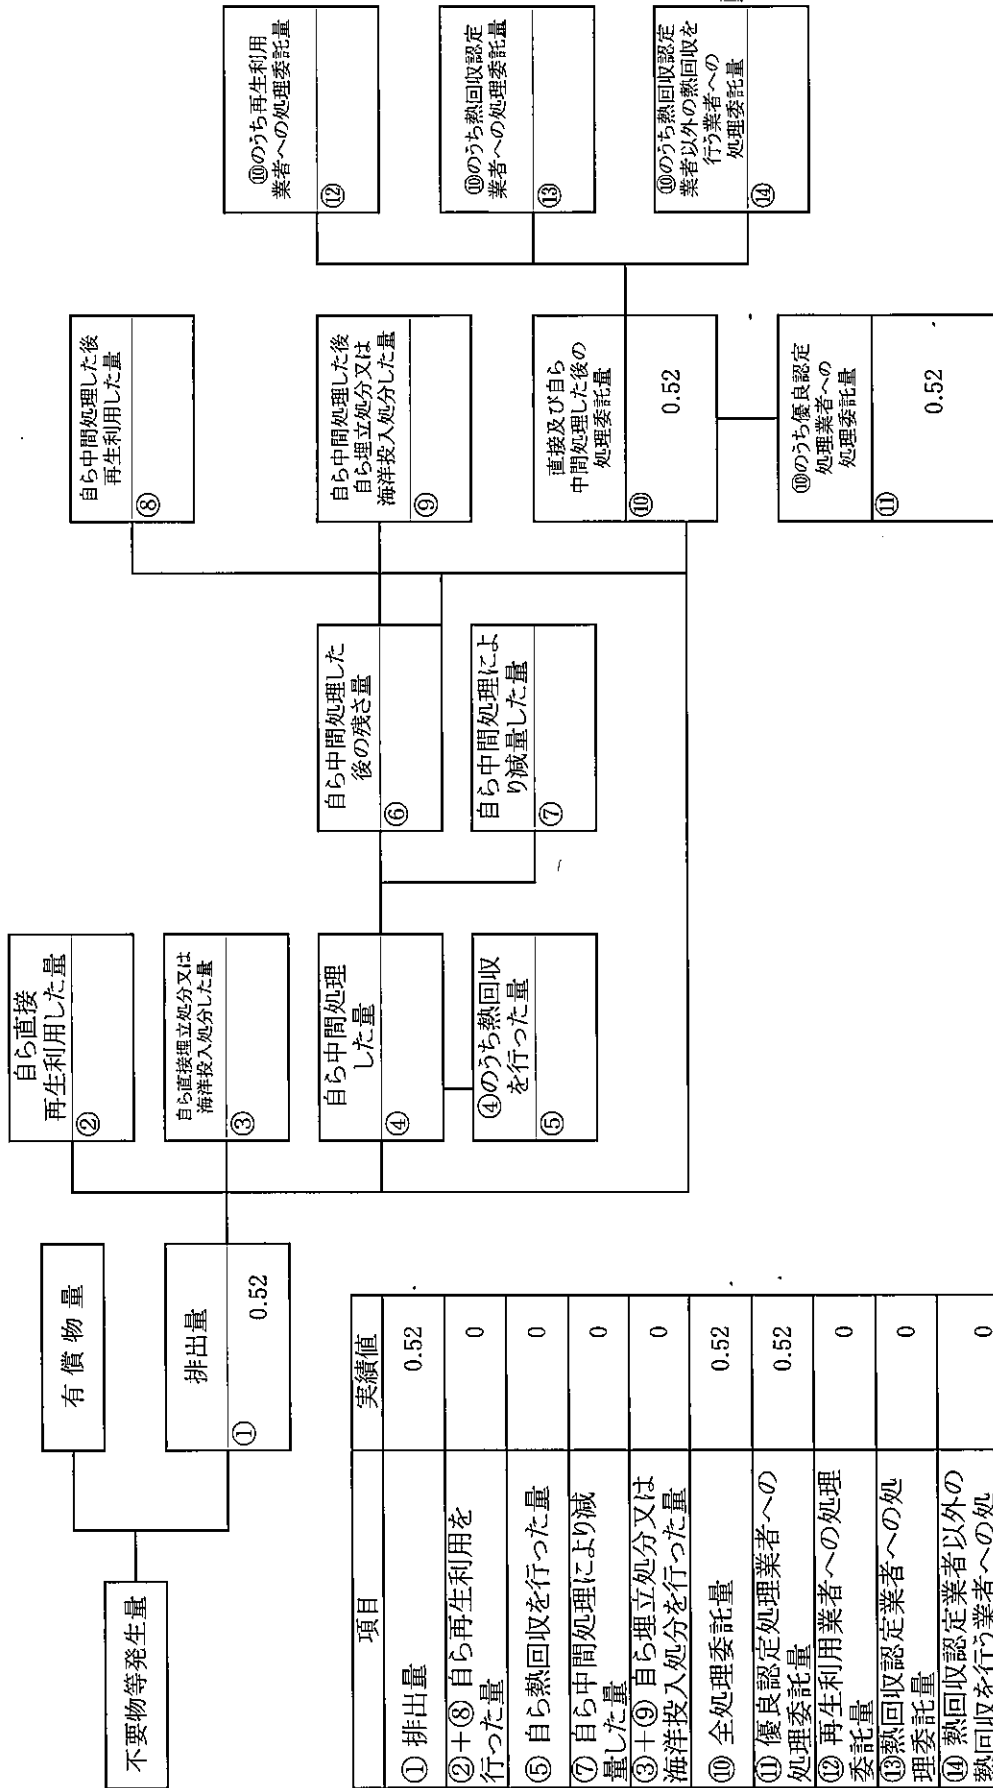 不要物等発生量
有 償 物 量
排出量
①
0.52
自ら直接
再生利用した量
②
自ら直接埋立処分又は
海洋投入処分した量
③
自ら中間処理
した量
④
④のうち熱回収
を行った量
⑤
自ら中間処理した
後の残さ量
⑥
自ら中間処理によ
り減量した量
⑦
自ら中間処理した後
再生利用した量
⑧
自ら中間処理した後
自ら埋立処分又は
海洋投入処分した量
⑨
直接及び自ら
中間処理した後の
処理委託量
⑩
0.52
⑩のうち優良認定
処理業者への
処理委託量
⑪
0.52
⑩のうち再生利用
業者への処理委託量
⑫
⑩のうち熱回収認定
業者への処理委託量
⑬
⑩のうち熱回収認定
業者以外の熱回収を
行う業者への
処理委託量
⑭
項目 実績値
① 排出量 0.52
②+⑧ 自ら再生利用を
行った量 0
⑤ 自ら熱回収を行った量 0
⑦ 自ら中間処理により減
量した量 0
③+⑨ 自ら埋立処分又は
海洋投入処分を行った量 0
⑩ 全処理委託量 0.52
⑪ 優良認定処理業者への
処理委託量 0.52
⑫ 再生利用業者への処理
委託量 0
⑬熱回収認定業者への処
理委託量 0
⑭ 熱回収認定業者以外の
熱回収を行う業者への処 0